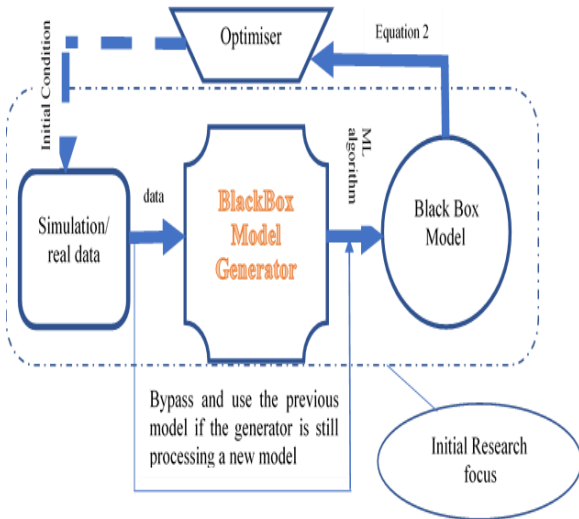 Optimiser
Equation 2
Initial Condition
Simulation/
real data
data
BlackBox
Model
Generator
ML
algorithm
Black Box
Model
Bypass and use the previous
model if the generator is still
processing a new model
Initial Research
focus